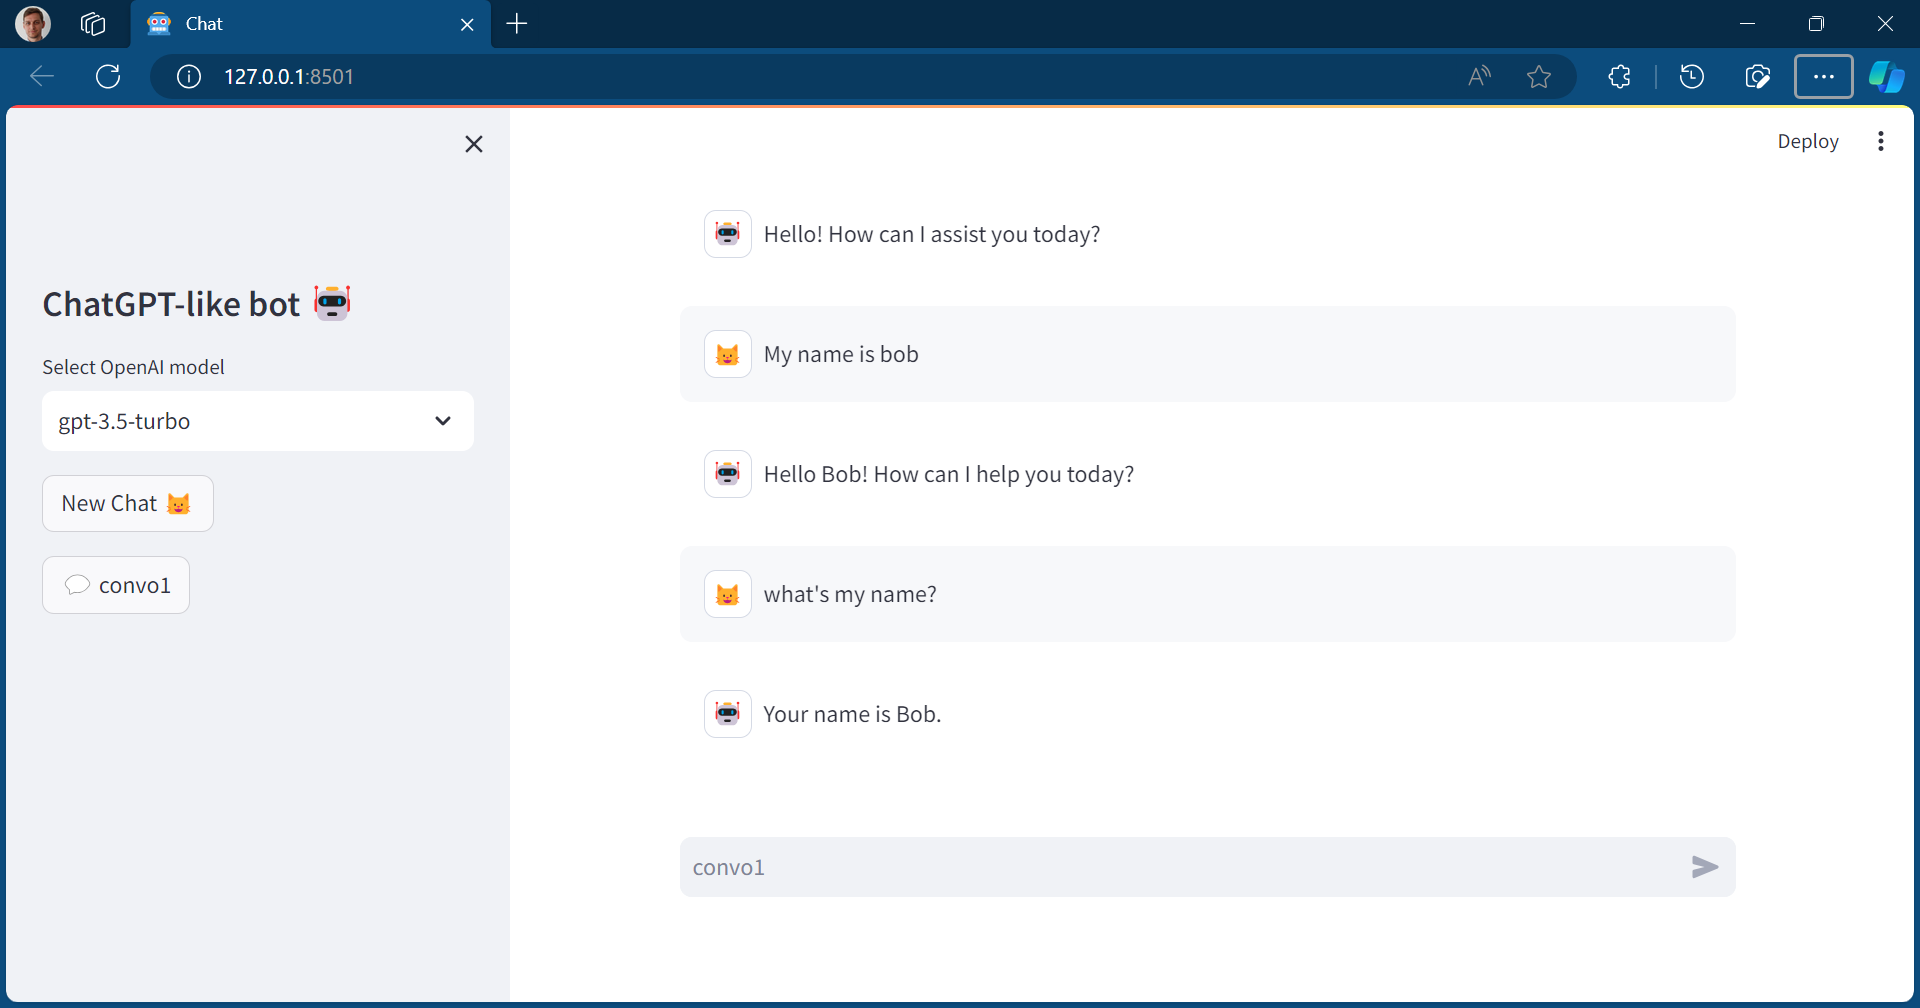 Chat
127.0.0.1:8501
Deploy
ChatGPT-like bot
Select OpenAI model
gpt-3.5-turbo
New Chat
convo1
Hello! How can I assist you today?
My name is bob
Hello Bob! How can I help you today?
what's my name?
Your name is Bob.
convo1